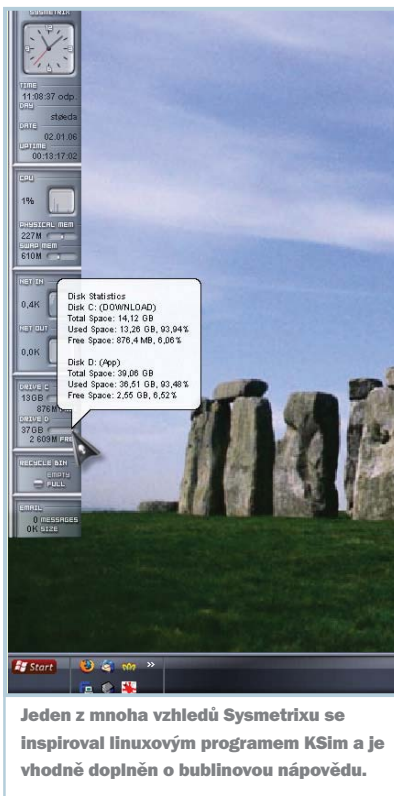 SYSMETRIX
TIME
11:08:37 odp.
DAY
støeda
DATE
02.01.06
UPTIME
00:13:17:02
CPU
1%
PHYSICAL MEM
227M
SWAP MEM
610M
NET IN
0,4K
NET OUT
0,0K
Disk Statistics
Disk C: (DOWNLOAD)
Total Space: 14,12 GB
Used Space: 13,26 GB, 93,94%
Free Space: 876,4 MB, 6,06%
Disk D: (App)
Total Space: 39,06 GB
Used Space: 36,51 GB, 93,48%
Free Space: 2,55 GB, 6,52%
DRIVE C
13GB
876M
DRIVE D
37GB
2 609M FRE
RECYCLE BIN
EMPTY
FULL
EMAIL
0 MESSAGES
0K SIZE
Start
Jeden z mnoha vzhledů Sysmetrixu se
inspiroval linuxovým programem KSim a je
vhodně doplněn o bublinovou nápovědu.